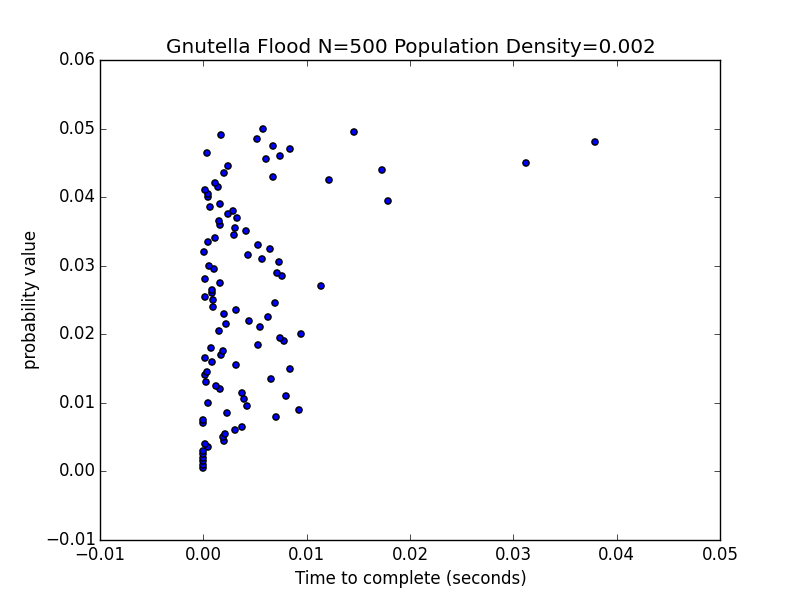 Gnutella Flood N=500 Population Density=0.002
0.06
0.05
0.04
0.03
0.02
0.01
0.00
−0.01
probability value
−0.01 0.00 0.01 0.02 0.03 0.04 0.05
Time to complete (seconds)